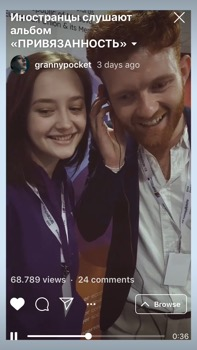 Иностранцы слушают
альбом
«ПРИВЯЗАННОСТЬ»
grannypocket 3 days ago
68.789 views · 24 comments
Browse
0:36